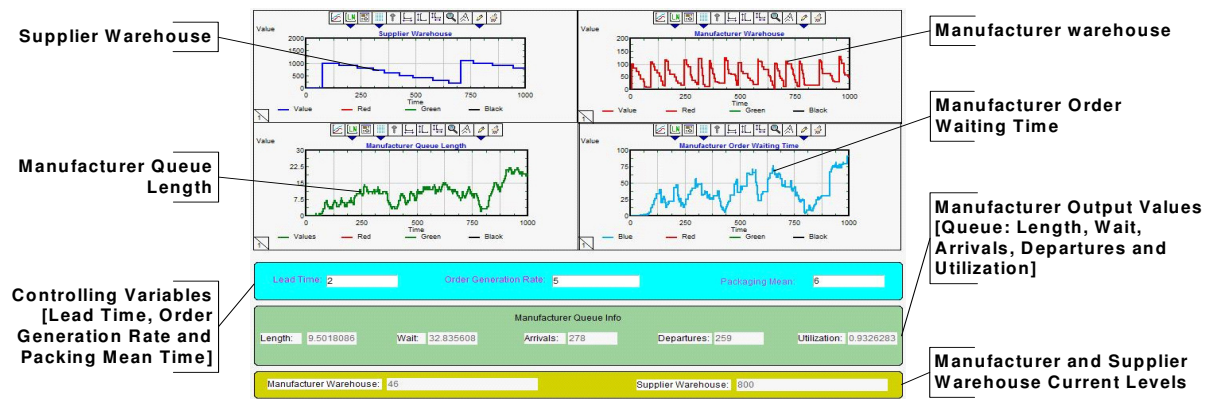 Supplier Warehouse
Value
Supplier Warehouse
2000
1500
1000
500
0
0
250
500
750
1000
Time
Value
Red
Green
Black
1
Value
Manufacturer Warehouse
200
150
100
50
0
0
250
500
750
1000
Time
Value
Red
Green
Black
1
Manufacturer warehouse
Manufacturer Queue
Length
Value
Manufacturer Queue Length
30
22.5
15
7.5
0
0
250
500
750
1000
Time
Values
Red
Green
Black
1
Value
Manufacturer Order Waiting Time
100
75
50
25
0
0
250
500
750
1000
Time
Blue
Red
Green
Black
1
Manufacturer Order
Waiting Time
Controlling Variables
[Lead Time, Order
Generation Rate and
Packing Mean Time]
Lead Time: 2
Order Generation Rate: 5
Packaging Mean: 6
Manufacturer Queue Info
Length: 9.5018086
Wait: 32.835608
Arrivals: 278
Departures: 259
Utilization: 0.9326283
Manufacturer Output Values
[Queue: Length, Wait,
Arrivals, Departures and
Utilization]
Manufacturer Warehouse: 46
Supplier Warehouse: 800
Manufacturer and Supplier
Warehouse Current Levels